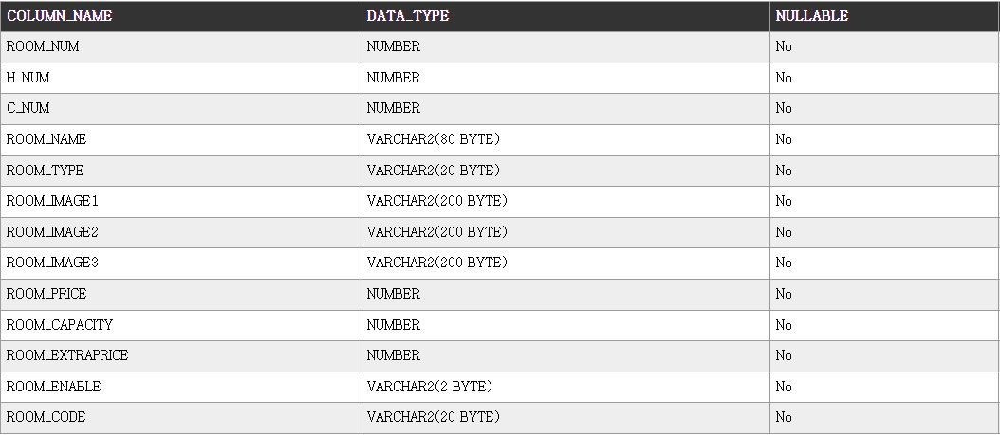 COLUMN_NAME DATA_TYPE NULLABLE
ROOM_NUM NUMBER No
H_NUM NUMBER No
C_NUM NUMBER No
ROOM_NAME VARCHAR2(80 BYTE) No
ROOM_TYPE VARCHAR2(20 BYTE) No
ROOM_IMAGE1 VARCHAR2(200 BYTE) No
ROOM_IMAGE2 VARCHAR2(200 BYTE) No
ROOM_IMAGE3 VARCHAR2(200 BYTE) No
ROOM_PRICE NUMBER No
ROOM_CAPACITY NUMBER No
ROOM_EXTRAPRICE NUMBER No
ROOM_ENABLE VARCHAR2(2 BYTE) No
ROOM_CODE VARCHAR2(20 BYTE) No